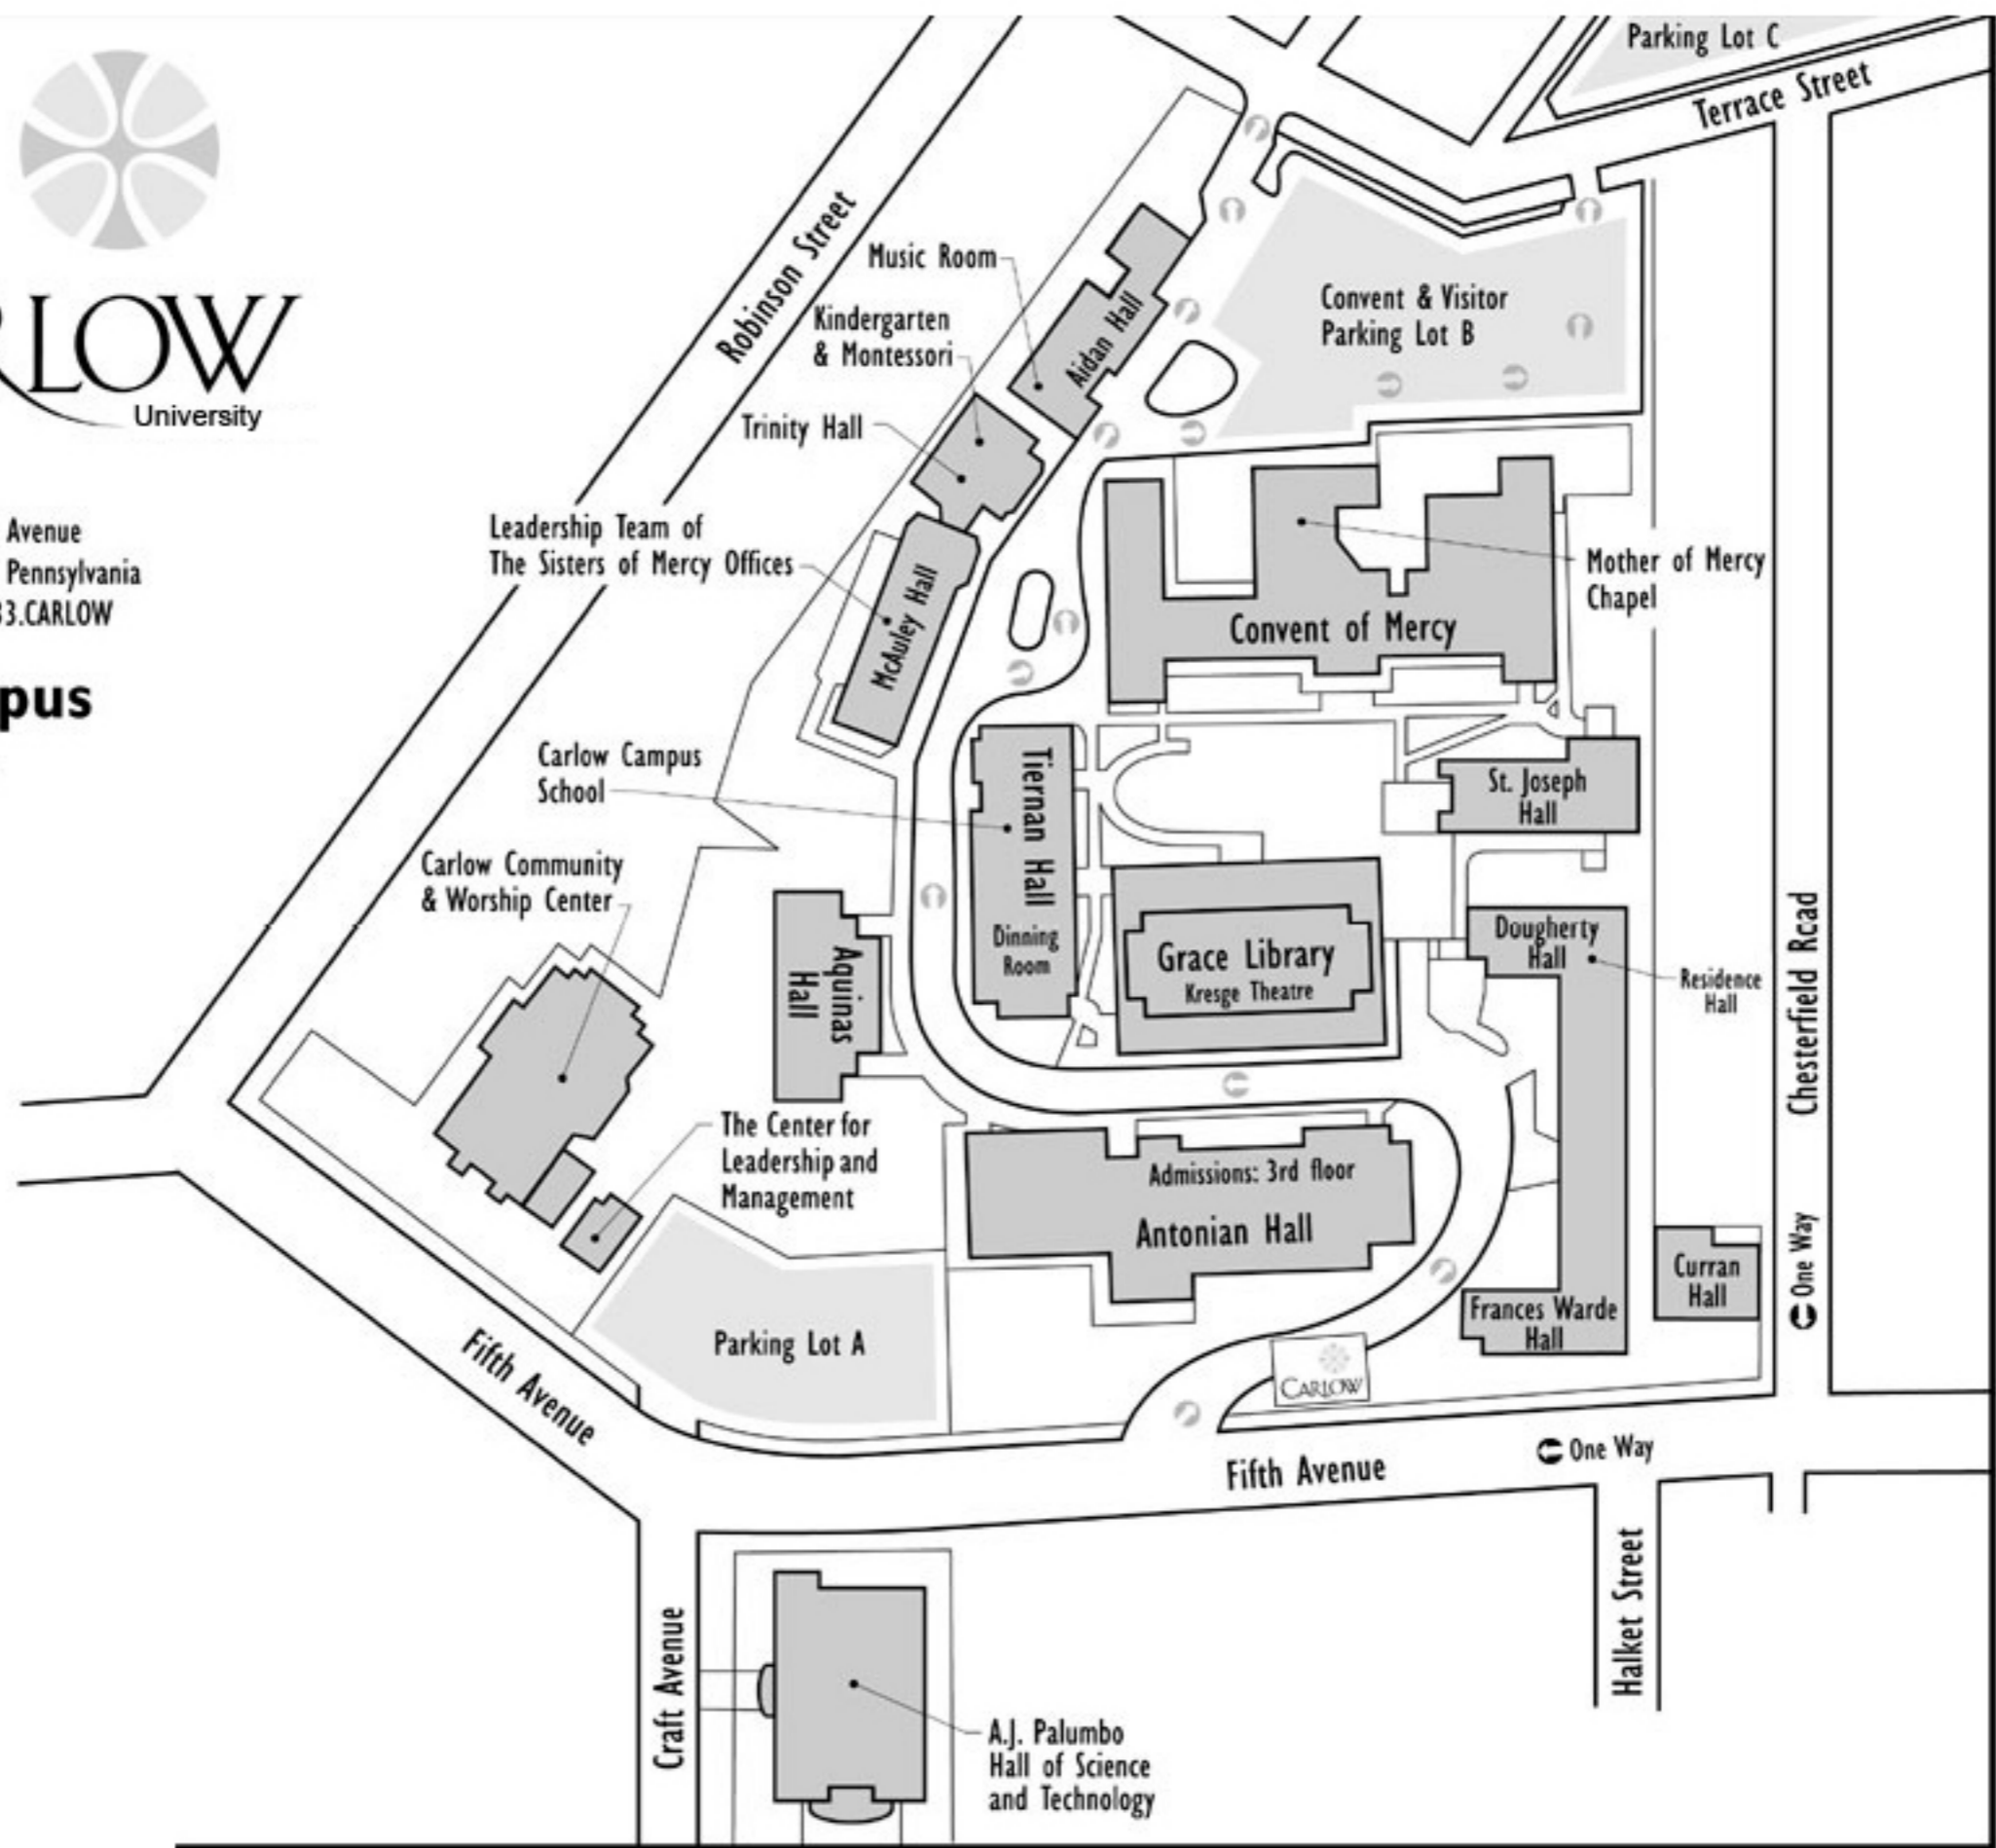 Parking Lot C
Terrace Street
Robinson Street
Music Room
Kindergarten
& Montessori
Aidan Hall
Convent & Visitor
Parking Lot B
LOW
University
Trinity Hall
Avenue
Pennsylvania
33.CARLOW
Leadership Team of
The Sisters of Mercy Offices
McAuley Hall
Mother of Mercy
Chapel
Convent of Mercy
pus
Carlow Campus
School
Tiernan Hall
Dinning
Room
St. Joseph
Hall
Carlow Community
& Worship Center
Aquinas
Hall
Grace Library
Kresge Theatre
Dougherty
Hall
Residence
Hall
Chesterfield Road
The Center for
Leadership and
Management
Admissions: 3rd floor
Antonian Hall
One Way
Curran
Hall
Frances Warde
Hall
Parking Lot A
CARLOW
Fifth Avenue
Fifth Avenue
One Way
Halket Street
Craft Avenue
A.J. Palumbo
Hall of Science
and Technology